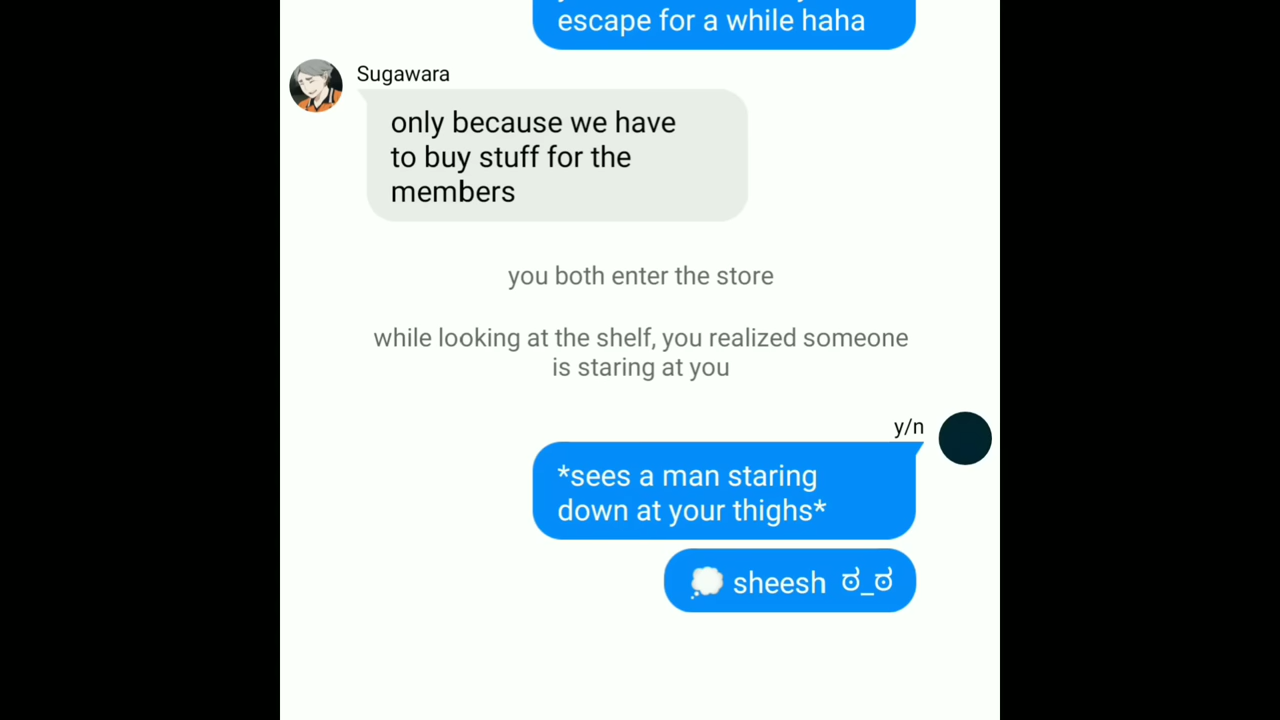 escape for a while haha
Sugawara
only because we have
to buy stuff for the
members
you both enter the store
while looking at the shelf, you realized someone
is staring at you
y/n
*sees a man staring
down at your thighs*
💭 sheesh ಠ_ಠ